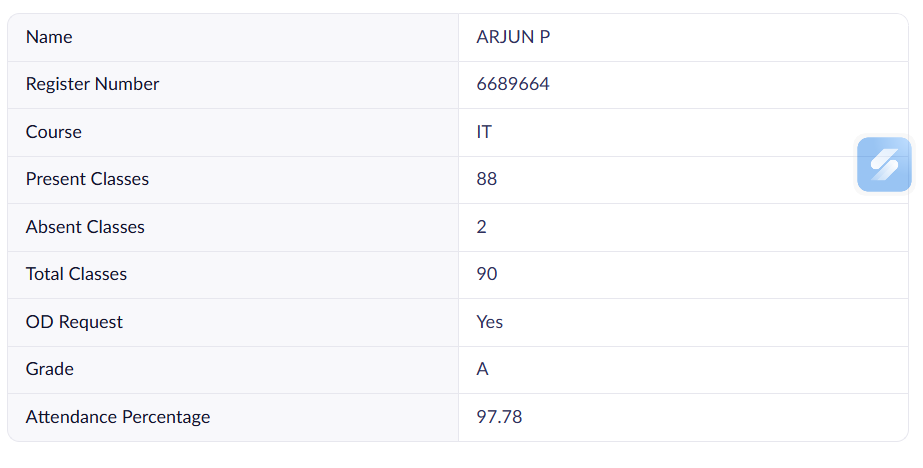 Name ARJUN P
Register Number 6689664
Course IT
Present Classes 88
Absent Classes 2
Total Classes 90
OD Request Yes
Grade A
Attendance Percentage 97.78